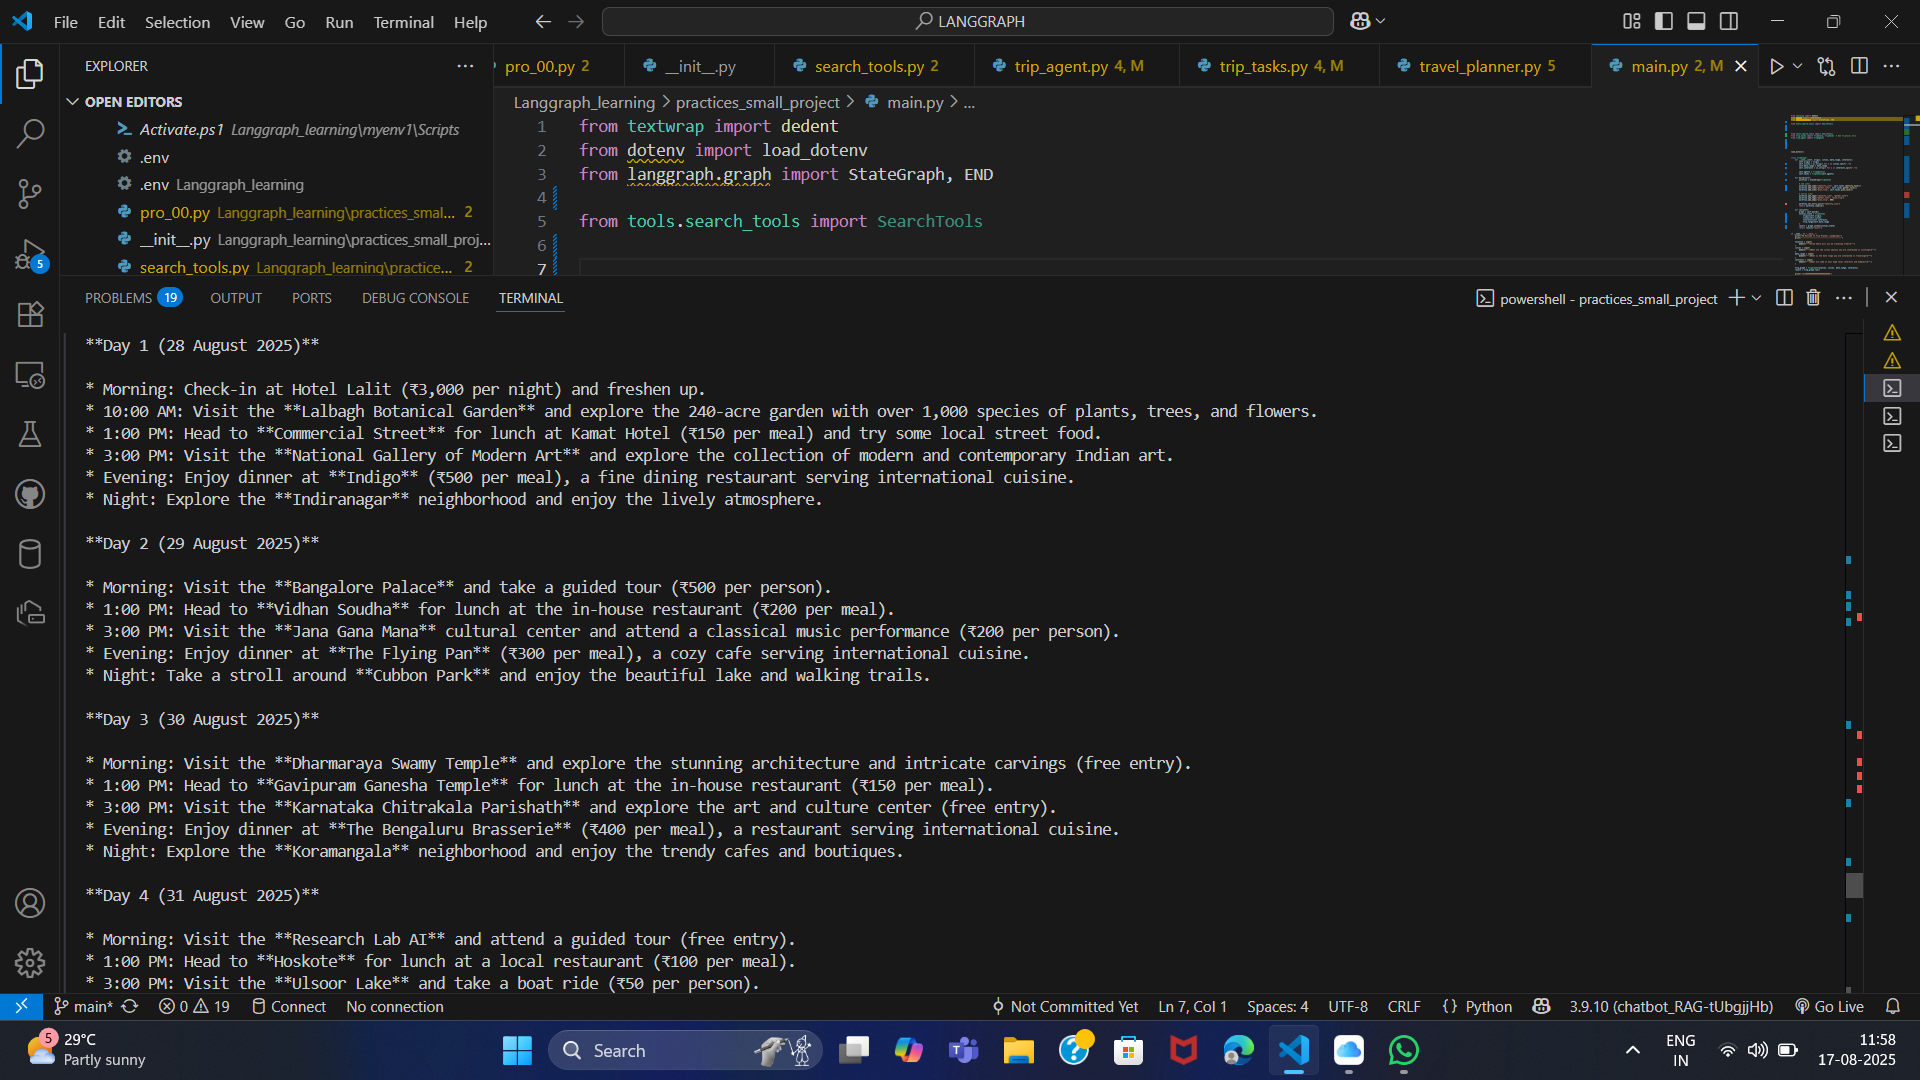 File Edit Selection View Go Run Terminal Help
LANGGRAPH
EXPLORER
OPEN EDITORS
Activate.ps1 Langgraph_learning\myenv1\Scripts
.env
.env Langgraph_learning
pro_00.py Langgraph_learning\practices_smal... 2
__init__.py Langgraph_learning\practices_small_proj...
search_tools.py Langgraph_learning\practice... 2
pro_00.py 2
__init__.py
search_tools.py 2
trip_agent.py 4, M
trip_tasks.py 4, M
travel_planner.py 5
main.py 2, M
Langgraph_learning > practices_small_project > main.py > ...
1 from textwrap import dedent
2 from dotenv import load_dotenv
3 from langgraph.graph import StateGraph, END
4
5 from tools.search_tools import SearchTools
6
7
5
PROBLEMS 19 OUTPUT PORTS DEBUG CONSOLE TERMINAL
powershell - practices_small_project
**Day 1 (28 August 2025)**
* Morning: Check-in at Hotel Lalit (₹3,000 per night) and freshen up.
* 10:00 AM: Visit the **Lalbagh Botanical Garden** and explore the 240-acre garden with over 1,000 species of plants, trees, and flowers.
* 1:00 PM: Head to **Commercial Street** for lunch at Kamat Hotel (₹150 per meal) and try some local street food.
* 3:00 PM: Visit the **National Gallery of Modern Art** and explore the collection of modern and contemporary Indian art.
* Evening: Enjoy dinner at **Indigo** (₹500 per meal), a fine dining restaurant serving international cuisine.
* Night: Explore the **Indiranagar** neighborhood and enjoy the lively atmosphere.
**Day 2 (29 August 2025)**
* Morning: Visit the **Bangalore Palace** and take a guided tour (₹500 per person).
* 1:00 PM: Head to **Vidhan Soudha** for lunch at the in-house restaurant (₹200 per meal).
* 3:00 PM: Visit the **Jana Gana Mana** cultural center and attend a classical music performance (₹200 per person).
* Evening: Enjoy dinner at **The Flying Pan** (₹300 per meal), a cozy cafe serving international cuisine.
* Night: Take a stroll around **Cubbon Park** and enjoy the beautiful lake and walking trails.
**Day 3 (30 August 2025)**
* Morning: Visit the **Dharmaraya Swamy Temple** and explore the stunning architecture and intricate carvings (free entry).
* 1:00 PM: Head to **Gavipuram Ganesha Temple** for lunch at the in-house restaurant (₹150 per meal).
* 3:00 PM: Visit the **Karnataka Chitrakala Parishath** and explore the art and culture center (free entry).
* Evening: Enjoy dinner at **The Bengaluru Brasserie** (₹400 per meal), a restaurant serving international cuisine.
* Night: Explore the **Koramangala** neighborhood and enjoy the trendy cafes and boutiques.
**Day 4 (31 August 2025)**
* Morning: Visit the **Research Lab AI** and attend a guided tour (free entry).
* 1:00 PM: Head to **Hoskote** for lunch at a local restaurant (₹100 per meal).
* 3:00 PM: Visit the **Ulsoor Lake** and take a boat ride (₹50 per person).
main* 0 19 Connect No connection Not Committed Yet Ln 7, Col 1 Spaces: 4 UTF-8 CRLF {} Python 3.9.10 (chatbot_RAG-tUbgjjHb) Go Live
5
29°C
Partly sunny
Search
ENG
IN
11:58
17-08-2025